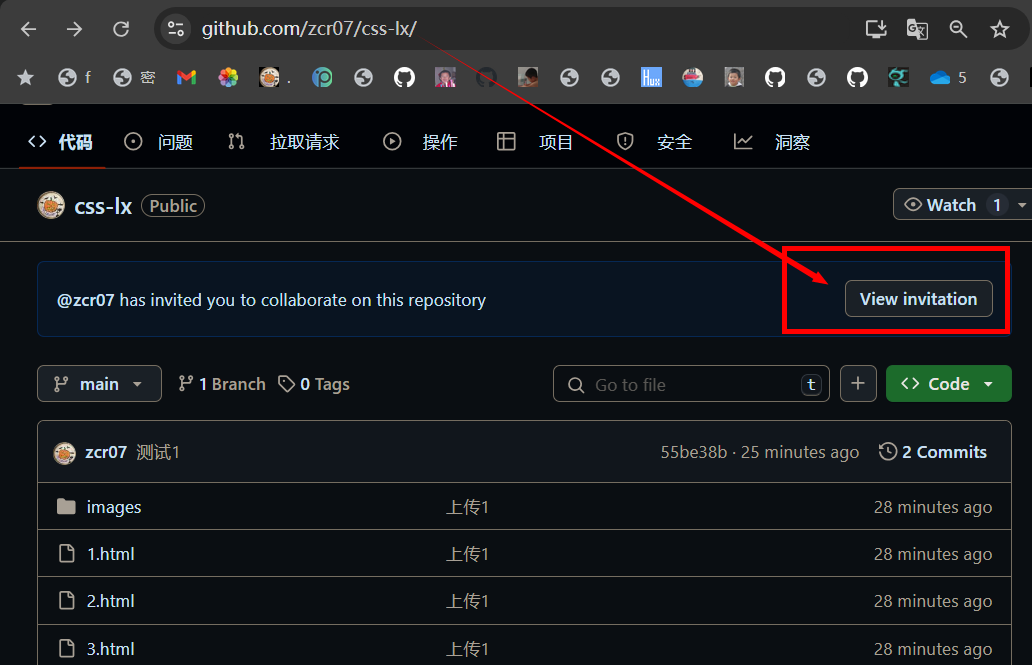 github.com/zcr07/css-lx/
f 密 . Hux 5
代码 问题 拉取请求 操作 项目 安全 洞察
css-lx Public Watch 1
@zcr07 has invited you to collaborate on this repository View invitation
main 1 Branch 0 Tags Go to file t + Code
zcr07 测试1 55be38b · 25 minutes ago 2 Commits
images 上传1 28 minutes ago
1.html 上传1 28 minutes ago
2.html 上传1 28 minutes ago
3.html 上传1 28 minutes ago